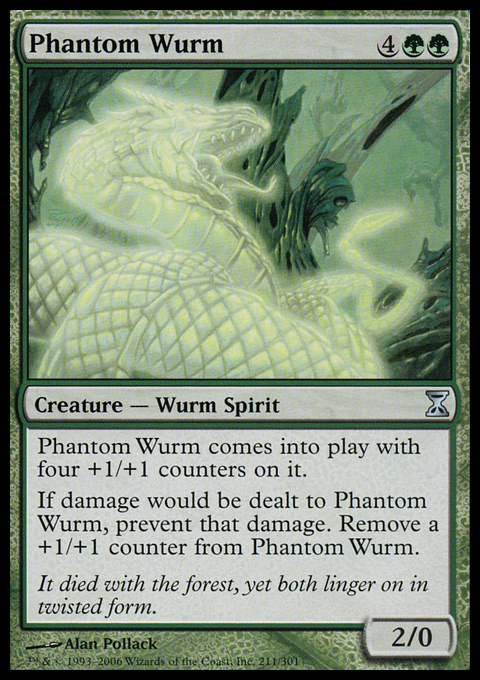 Phantom Wurm 4
Creature — Wurm Spirit
Phantom Wurm comes into play with
four +1/+1 counters on it.
If damage would be dealt to Phantom
Wurm, prevent that damage. Remove a
+1/+1 counter from Phantom Wurm.
It died with the forest, yet both linger on in
twisted form.
Alan Pollack
2/0
™ & © 1993–2006 Wizards of the Coast, Inc. 211/301